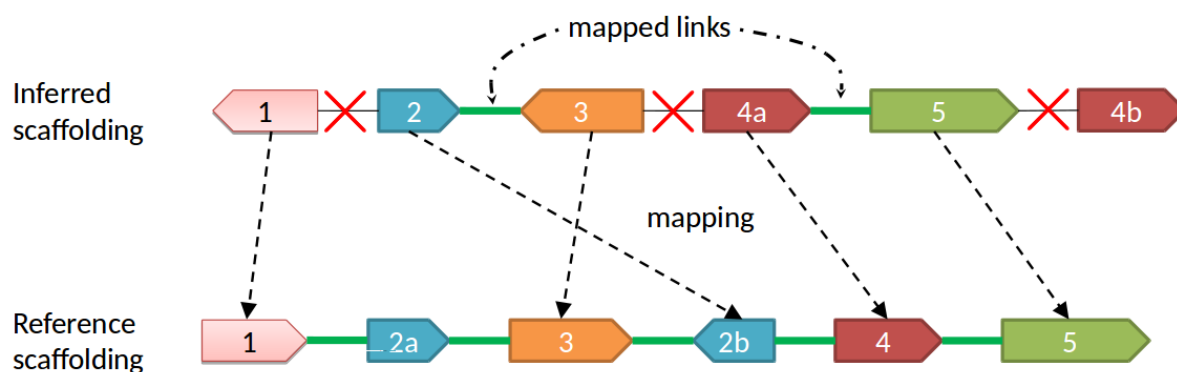 mapped links
Inferred
scaffolding
1 2 3 4a 5 4b
mapping
Reference
scaffolding
1 2a 3 2b 4 5